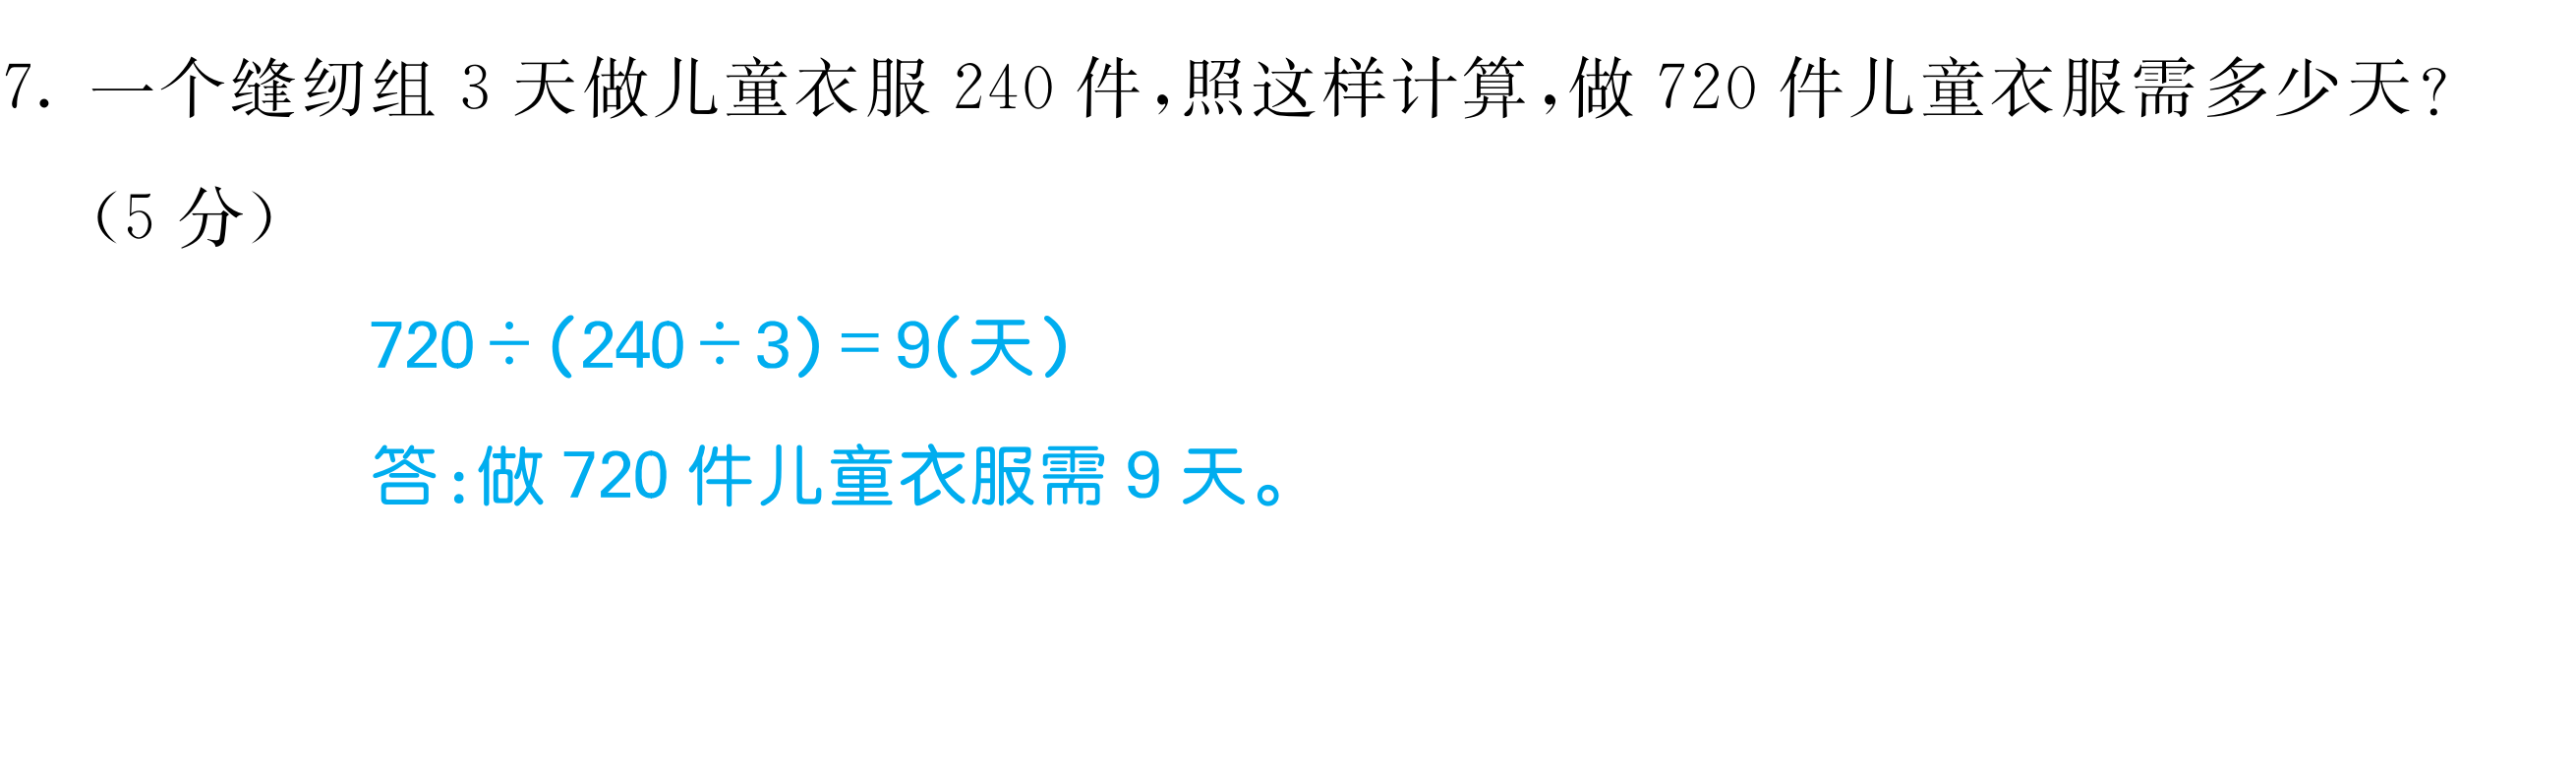 7. 一个缝纫组 3 天做儿童衣服 240 件,照这样计算,做 720 件儿童衣服需多少天?
(5 分)
720÷(240÷3)=9(天)
答:做 720 件儿童衣服需 9 天。